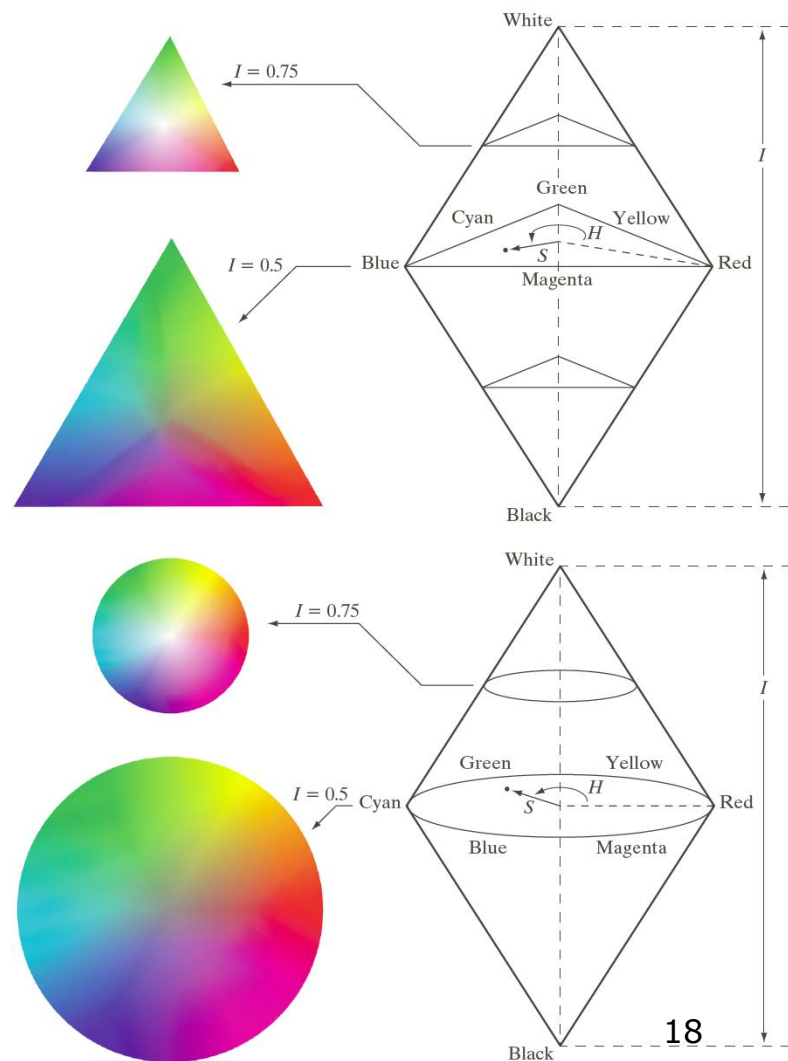 White
I = 0.75
I
Green
Cyan
Yellow
H
I = 0.5
Blue
S
Red
Magenta
Black
White
I = 0.75
I
Green
Yellow
I = 0.5
Cyan
H
S
Red
Blue
Magenta
18
Black